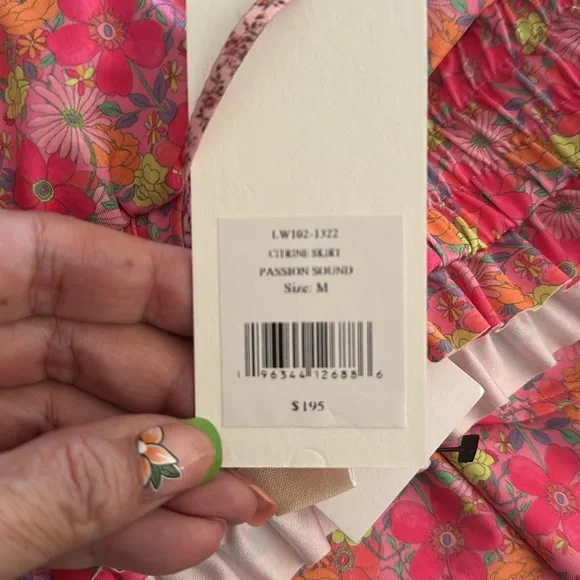 LW102-1322
CITRINE SKIRT
PASSION SOUND
Size: M
1 96344 12688 6
$195